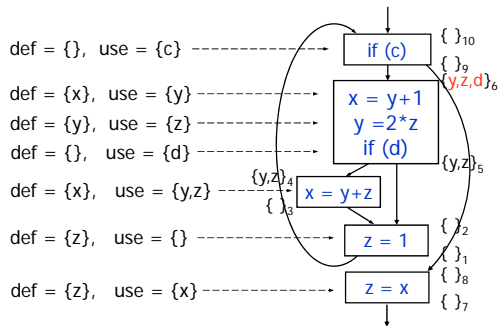 { }10
def = {}, use = {c}
if (c)
{ }9
{y,z,d}6
def = {x}, use = {y}
x = y+1
def = {y}, use = {z}
y =2*z
def = {}, use = {d}
if (d)
{y,z}5
{y,z}4
def = {x}, use = {y,z}
x = y+z
{ }3
{ }2
def = {z}, use = {}
z = 1
{ }1
{ }8
def = {z}, use = {x}
z = x
{ }7